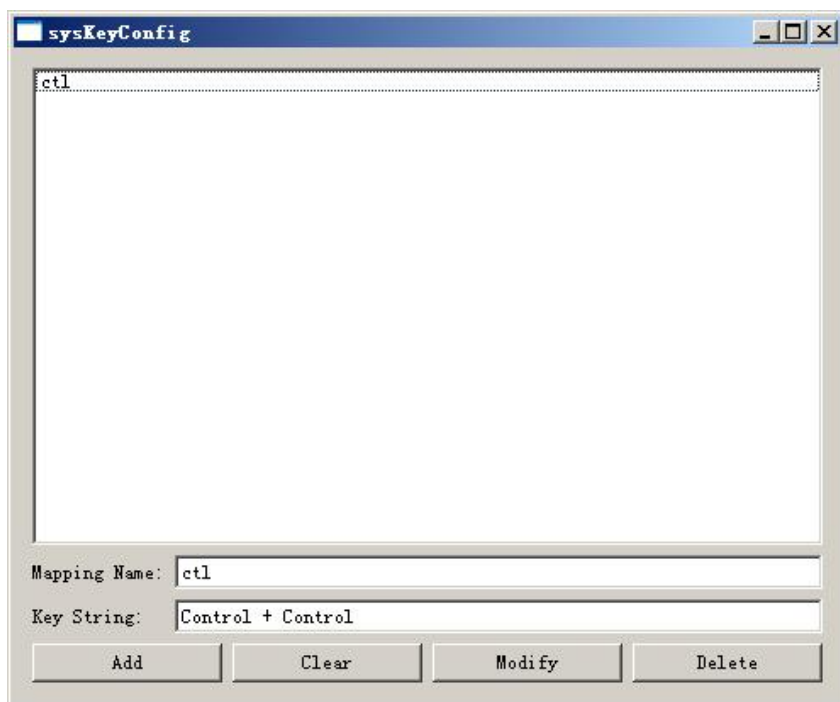 sysKeyConfig
ctl
Mapping Name: ctl
Key String: Control + Control
Add Clear Modify Delete